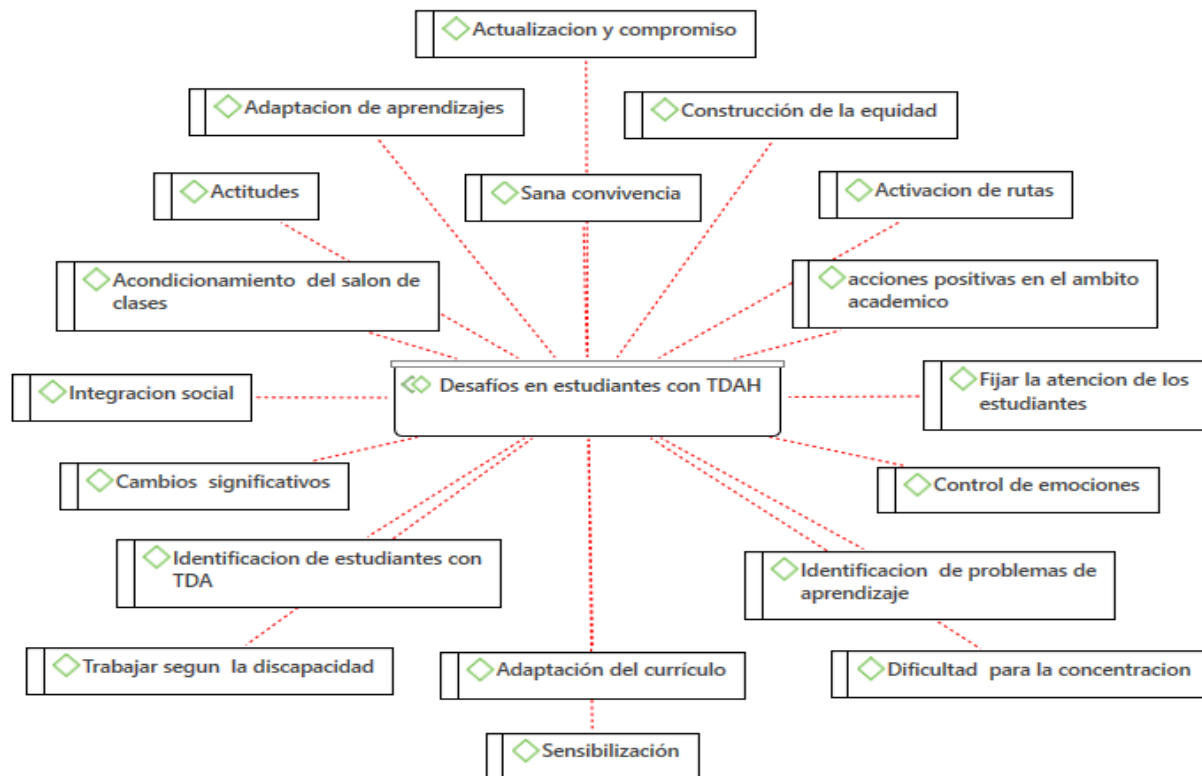 Actualizacion y compromiso
Adaptacion de aprendizajes
Construcción de la equidad
Actitudes
Sana convivencia
Activacion de rutas
Acondicionamiento del salon de
clases
acciones positivas en el ambito
academico
Integracion social
Desafíos en estudiantes con TDAH
Fijar la atencion de los
estudiantes
Cambios significativos
Control de emociones
Identificacion de estudiantes con
TDA
Identificacion de problemas de
aprendizaje
Trabajar segun la discapacidad
Adaptación del currículo
Dificultad para la concentracion
Sensibilización